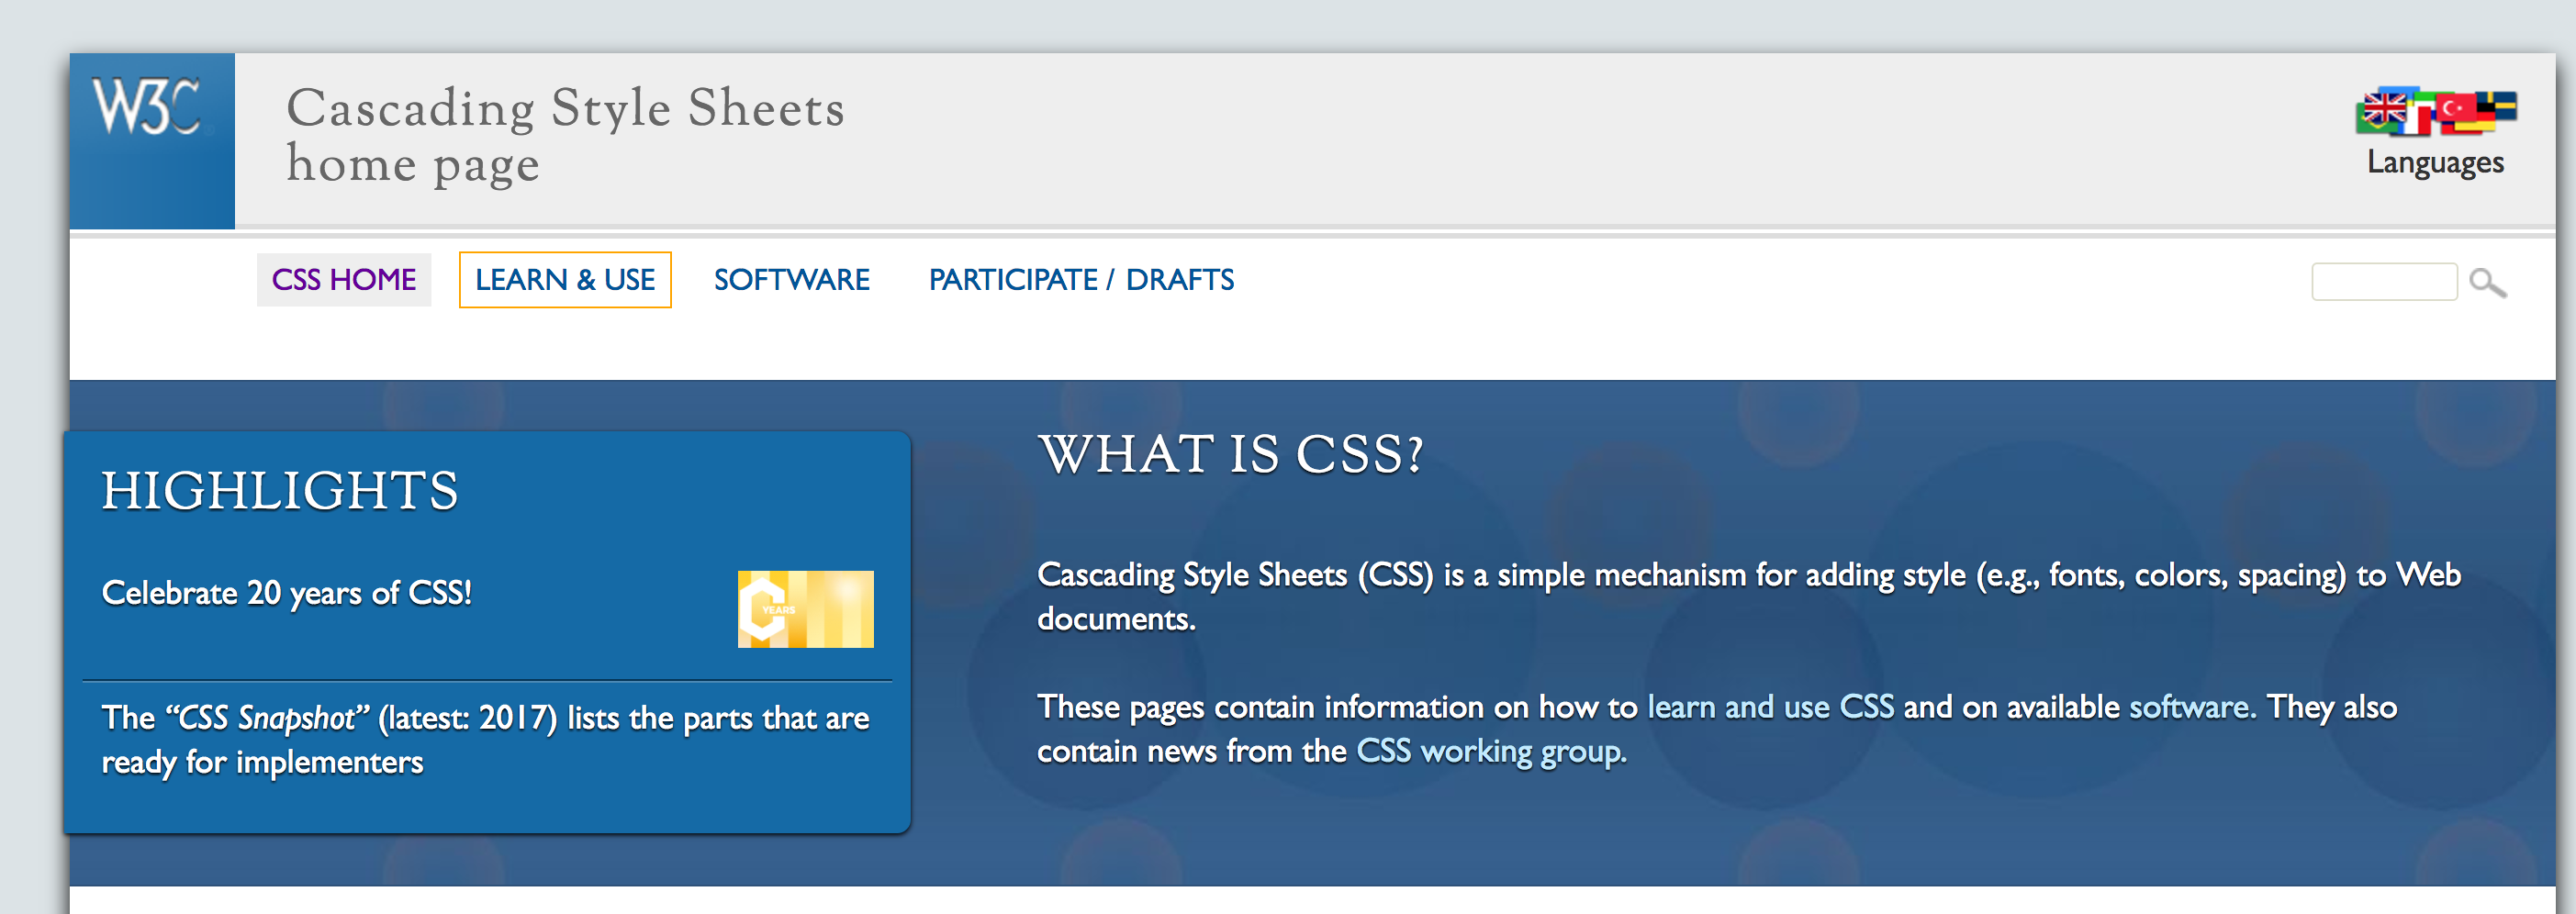 W3C
Cascading Style Sheets
home page
Languages
CSS HOME
LEARN & USE
SOFTWARE
PARTICIPATE / DRAFTS
HIGHLIGHTS
Celebrate 20 years of CSS!
YEARS
The “CSS Snapshot” (latest: 2017) lists the parts that are
ready for implementers
WHAT IS CSS?
Cascading Style Sheets (CSS) is a simple mechanism for adding style (e.g., fonts, colors, spacing) to Web
documents.
These pages contain information on how to learn and use CSS and on available software. They also
contain news from the CSS working group.